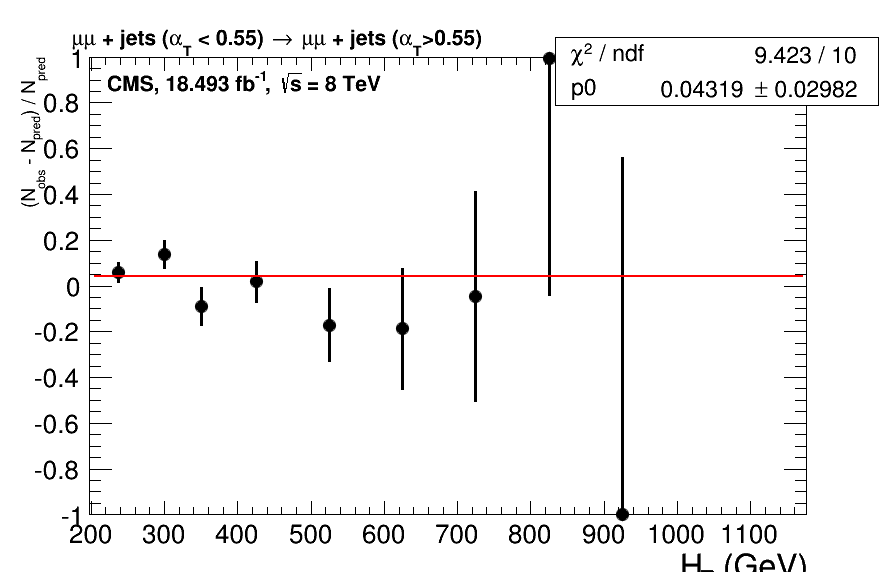 μμ + jets (α_T < 0.55) → μμ + jets (α_T>0.55)
χ² / ndf 9.423 / 10
p0 0.04319 ± 0.02982
CMS, 18.493 fb⁻¹, √s = 8 TeV
(N_obs - N_pred) / N_pred
1
0.8
0.6
0.4
0.2
0
-0.2
-0.4
-0.6
-0.8
-1
200 300 400 500 600 700 800 900 1000 1100
(GeV)